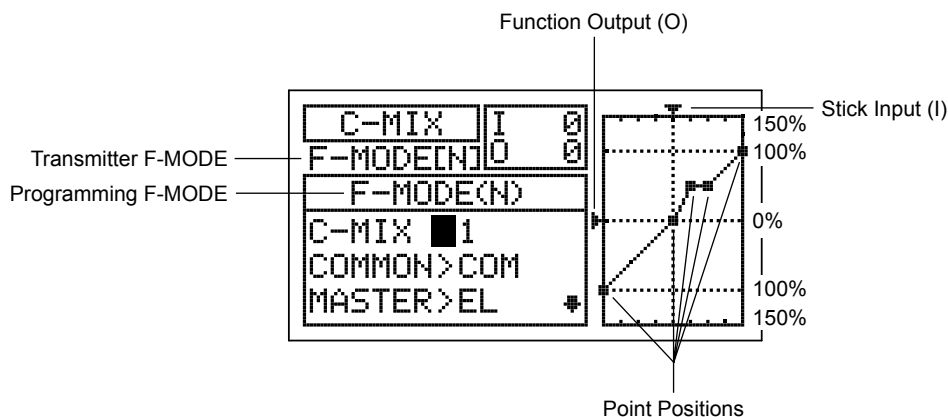 Function Output (O)
Stick Input (I)
C-MIX
I 0
O 0
Transmitter F-MODE
F-MODE[N]
Programming F-MODE
F-MODE(N)
C-MIX 1
COMMON>COM
MASTER>EL
150%
100%
0%
100%
150%
Point Positions